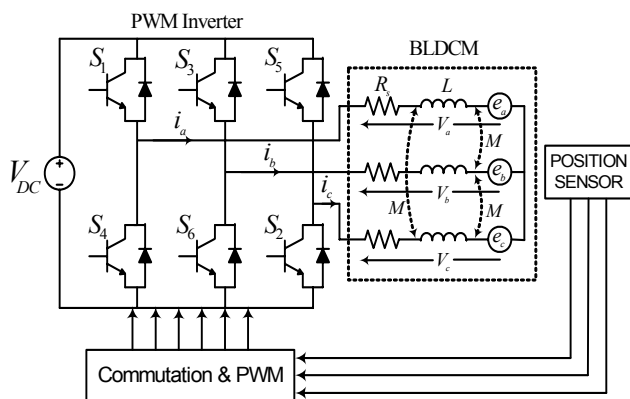 PWM Inverter
BLDCM
S1
S3
S5
Rs
L
ea
ia
Va
M
VDC
ib
eb
Vb
ic
M
M
S4
S6
S2
ec
Vc
POSITION
SENSOR
Commutation & PWM